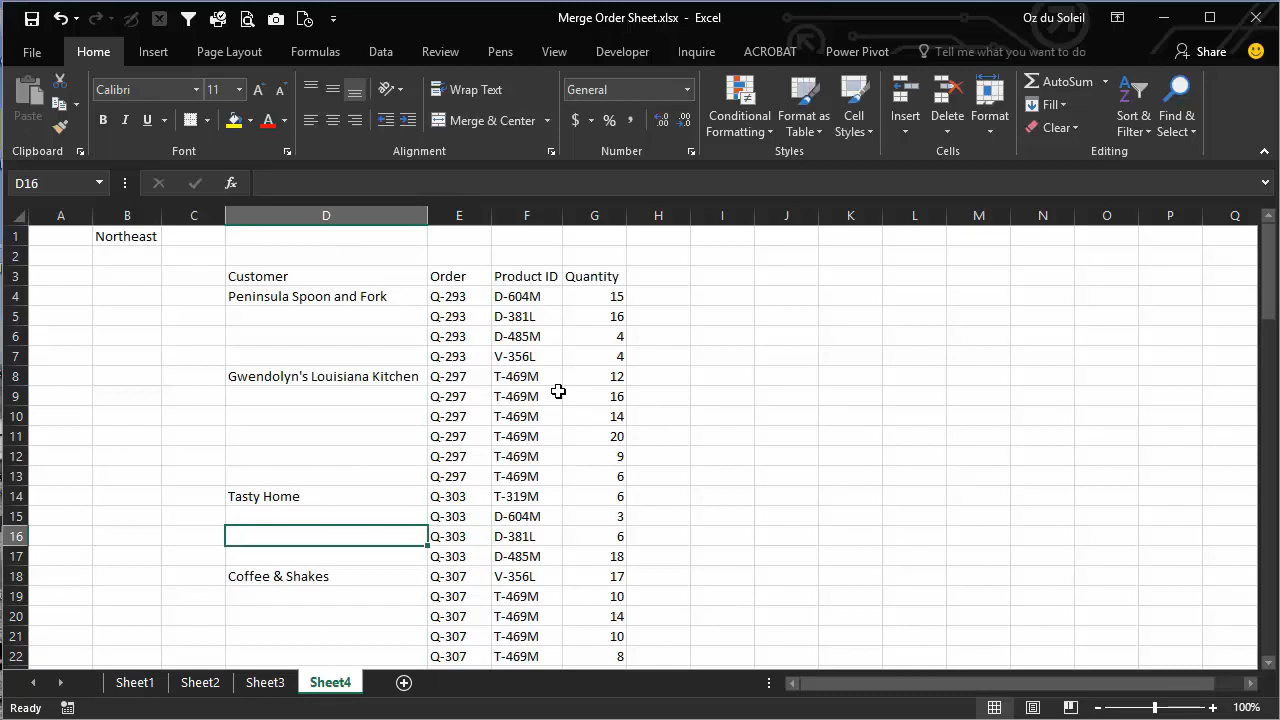 Merge Order Sheet.xlsx - Excel
Oz du Soleil
File Home Insert Page Layout Formulas Data Review View Pens Developer Inquire ACROBAT Power Pivot Tell me what you want to do Share
Paste
Calibri 11
B I U
A A
Wrap Text
Merge & Center
General
$ % ,
Conditional Formatting
Format as Table
Cell Styles
Insert
Delete
Format
AutoSum
Fill
Clear
Sort & Filter
Find & Select
Clipboard Font Alignment Number Styles Cells Editing
D16 fx
A B C D E F G H I J K L M N O P Q
1 Northeast
2
3 Customer Order Product ID Quantity
4 Peninsula Spoon and Fork Q-293 D-604M 15
5 Q-293 D-381L 16
6 Q-293 D-485M 4
7 Q-293 V-356L 4
8 Gwendolyn's Louisiana Kitchen Q-297 T-469M 12
9 Q-297 T-469M 16
10 Q-297 T-469M 14
11 Q-297 T-469M 20
12 Q-297 T-469M 9
13 Q-297 T-469M 6
14 Tasty Home Q-303 T-319M 6
15 Q-303 D-604M 3
16 Q-303 D-381L 6
17 Q-303 D-485M 18
18 Coffee & Shakes Q-307 V-356L 17
19 Q-307 T-469M 10
20 Q-307 T-469M 14
21 Q-307 T-469M 10
22 Q-307 T-469M 8
Sheet1 Sheet2 Sheet3 Sheet4
Ready 100%